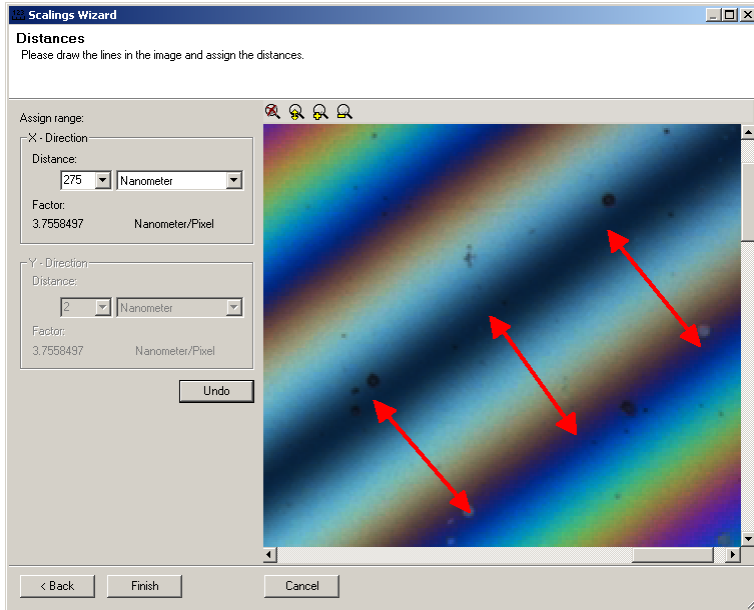 Scalings Wizard
Distances
Please draw the lines in the image and assign the distances.
Assign range:
X - Direction
Distance:
275 Nanometer
Factor:
3.7558497 Nanometer/Pixel
Y - Direction
Distance:
2 Nanometer
Factor:
3.7558497 Nanometer/Pixel
Undo
< Back Finish Cancel